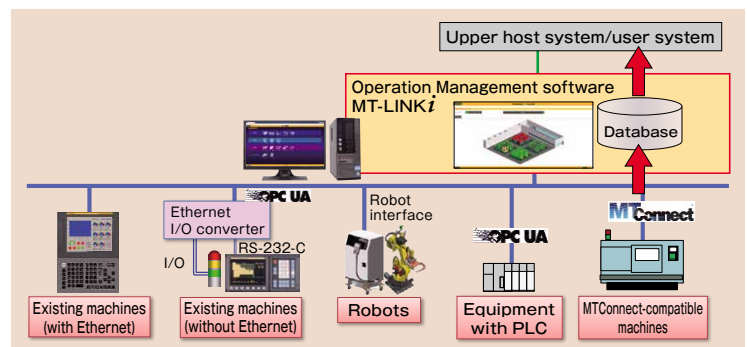 Upper host system/user system
Operation Management software
MT-LINKi
Database
OPC UA
Ethernet
I/O converter
RS-232-C
I/O
Robot
interface
OPC UA
MTConnect
Existing machines
(with Ethernet)
Existing machines
(without Ethernet)
Robots
Equipment
with PLC
MTConnect-compatible
machines